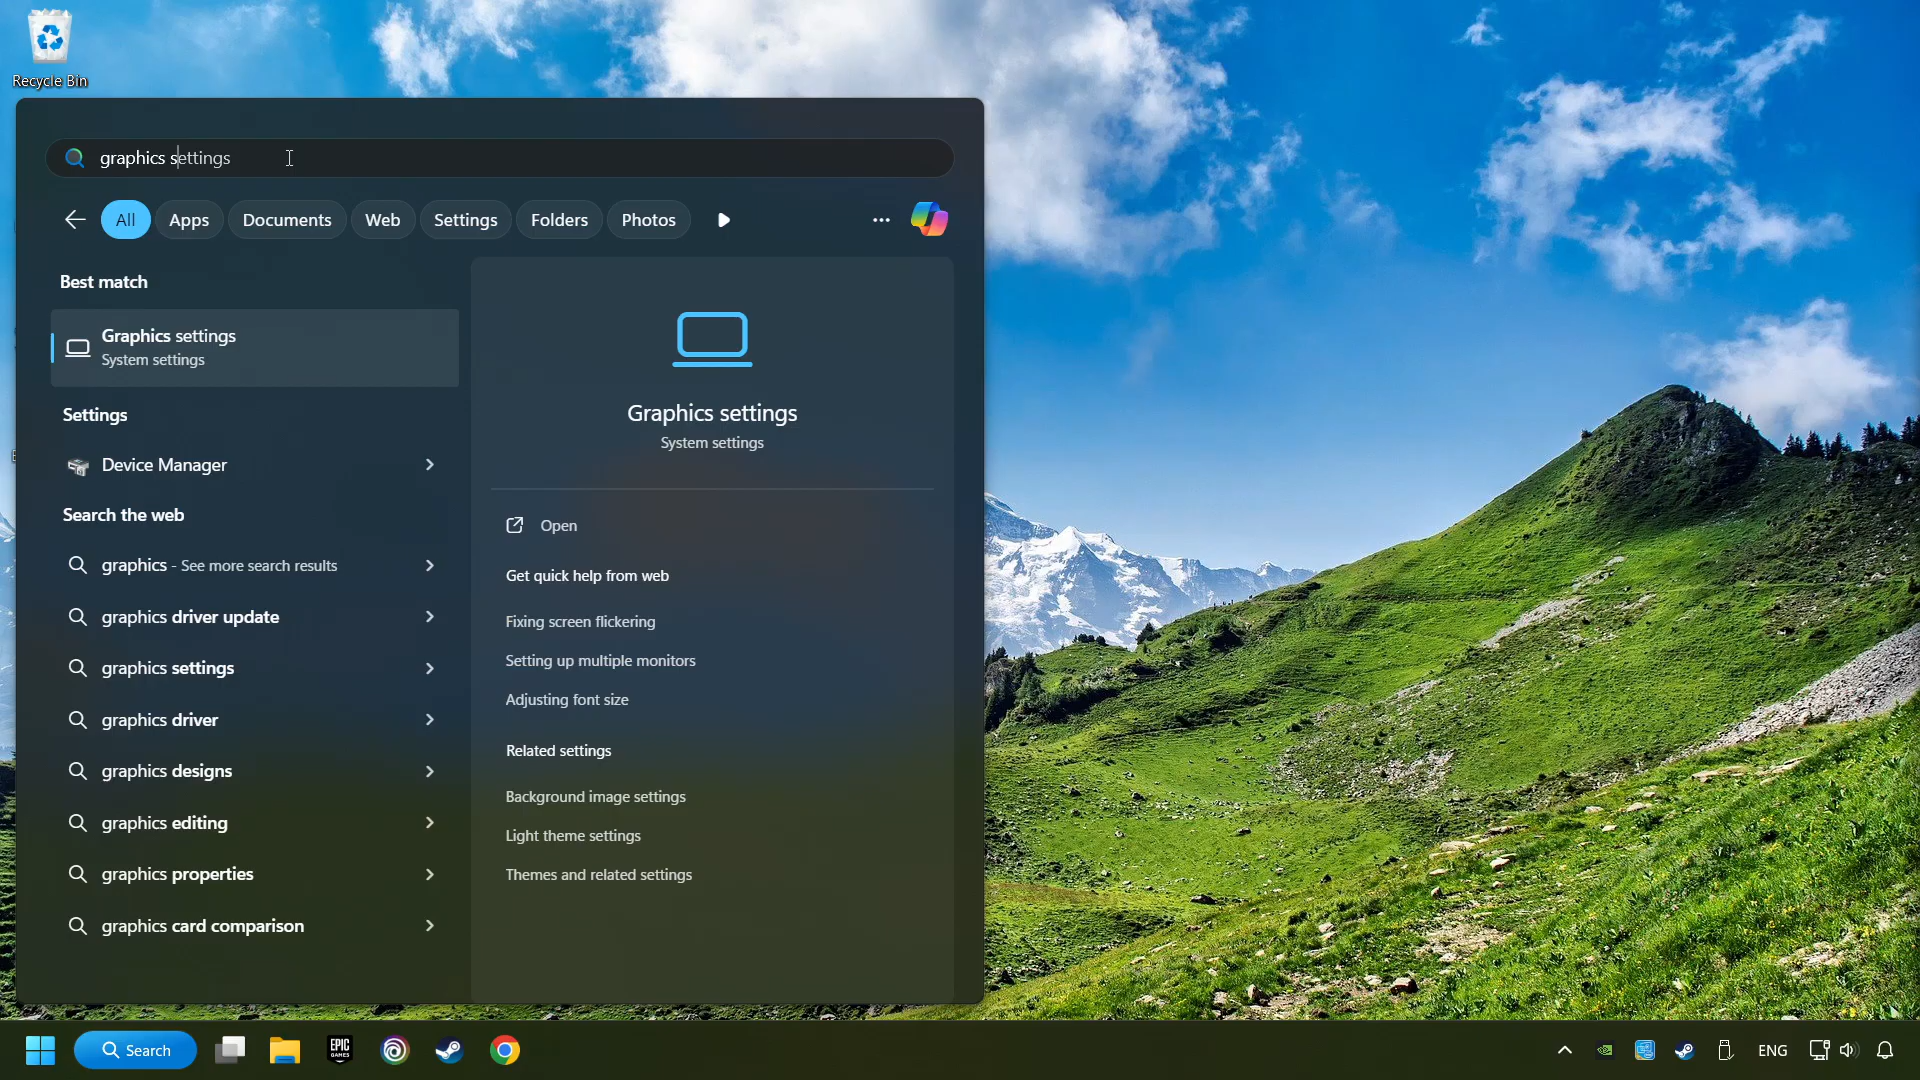 Recycle Bin
graphics settings
All
Apps
Documents
Web
Settings
Folders
Photos
Best match
Graphics settings
System settings
Settings
Device Manager
Search the web
graphics - See more search results
graphics driver update
graphics settings
graphics driver
graphics designs
graphics editing
graphics properties
graphics card comparison
Graphics settings
System settings
Open
Get quick help from web
Fixing screen flickering
Setting up multiple monitors
Adjusting font size
Related settings
Background image settings
Light theme settings
Themes and related settings
Search
EPIC
GAMES
ENG